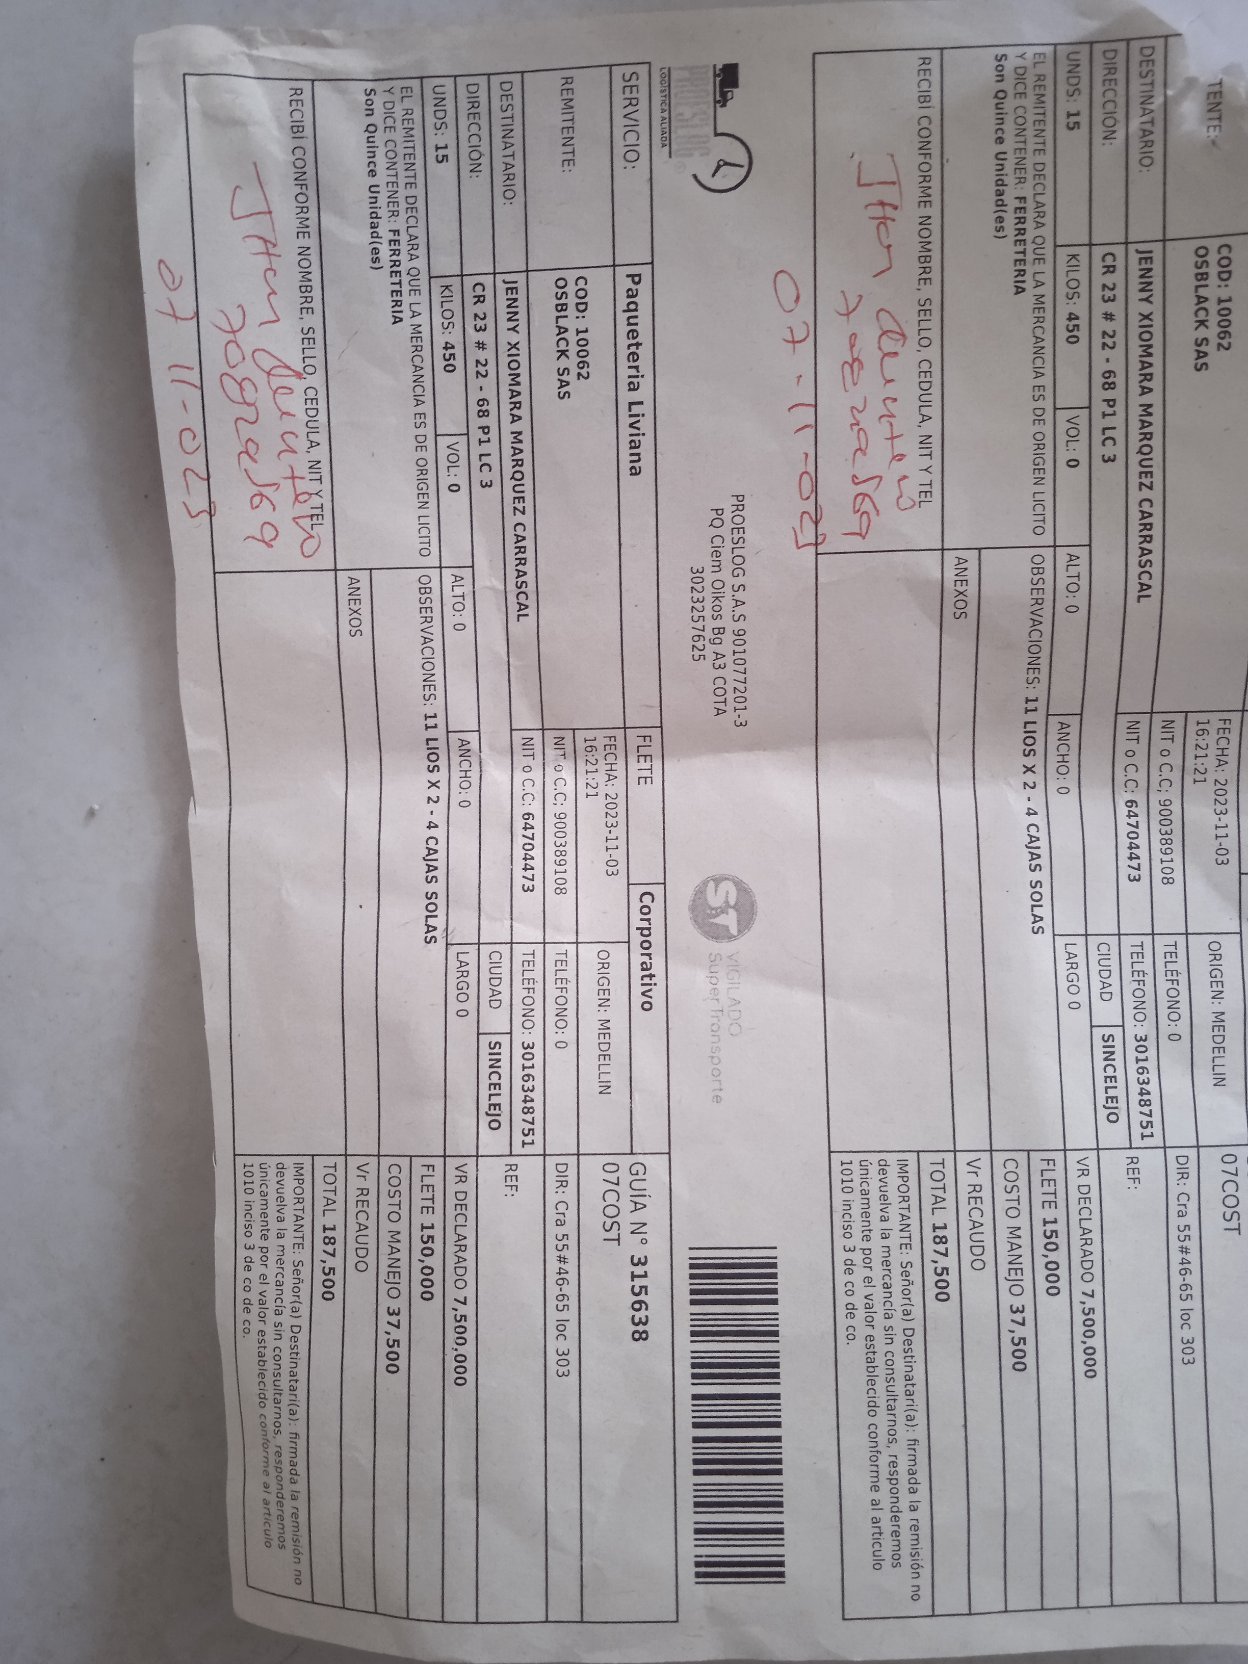 TENTE:
COD: 10062
OSBLACK SAS
FECHA: 2023-11-03
16:21:21
ORIGEN: MEDELLIN
07COST
NIT o C.C; 900389108
TELÉFONO: 0
DIR: Cra 55#46-65 loc 303
DESTINATARIO:
JENNY XIOMARA MARQUEZ CARRASCAL
NIT o C.C: 64704473
TELÉFONO: 3016348751
REF:
DIRECCIÓN:
CR 23 # 22 - 68 P1 LC 3
CIUDAD
SINCELEJO
UNDS: 15
KILOS: 450
VOL: 0
ALTO: 0
ANCHO: 0
LARGO 0
VR DECLARADO 7,500,000
EL REMITENTE DECLARA QUE LA MERCANCIA ES DE ORIGEN LICITO
Y DICE CONTENER: FERRETERIA
Son Quince Unidad(es)
OBSERVACIONES: 11 LIOS X 2 - 4 CAJAS SOLAS
FLETE 150,000
COSTO MANEJO 37,500
ANEXOS
Vr RECAUDO
RECIBÍ CONFORME NOMBRE, SELLO, CEDULA, NIT Y TEL
TOTAL 187,500
IMPORTANTE: Señor(a) Destinatari(a): firmada la remisión no
devuelva la mercancía sin consultarnos, responderemos
únicamente por el valor establecido conforme al articulo
1010 inciso 3 de co de co.
07-11-023
PROESLOG
LOGÍSTICA ALIADA
PROESLOG S.A.S 901077201-3
PQ Ciem Oikos Bg A3 COTA
3023257625
VIGILADO
SuperTransporte
SERVICIO:
Paqueteria Liviana
FLETE
Corporativo
GUÍA N° 315638
07COST
REMITENTE:
COD: 10062
OSBLACK SAS
FECHA: 2023-11-03
16:21:21
ORIGEN: MEDELLIN
NIT o C.C; 900389108
TELÉFONO: 0
DIR: Cra 55#46-65 loc 303
DESTINATARIO:
JENNY XIOMARA MARQUEZ CARRASCAL
NIT o C.C: 64704473
TELÉFONO: 3016348751
REF:
DIRECCIÓN:
CR 23 # 22 - 68 P1 LC 3
CIUDAD
SINCELEJO
UNDS: 15
KILOS: 450
VOL: 0
ALTO: 0
ANCHO: 0
LARGO 0
VR DECLARADO 7,500,000
EL REMITENTE DECLARA QUE LA MERCANCIA ES DE ORIGEN LICITO
Y DICE CONTENER: FERRETERIA
Son Quince Unidad(es)
OBSERVACIONES: 11 LIOS X 2 - 4 CAJAS SOLAS
FLETE 150,000
COSTO MANEJO 37,500
ANEXOS
Vr RECAUDO
RECIBÍ CONFORME NOMBRE, SELLO, CEDULA, NIT Y TEL
TOTAL 187,500
IMPORTANTE: Señor(a) Destinatari(a): firmada la remisión no
devuelva la mercancía sin consultarnos, responderemos
únicamente por el valor establecido conforme al articulo
1010 inciso 3 de co de co.
07 11-023